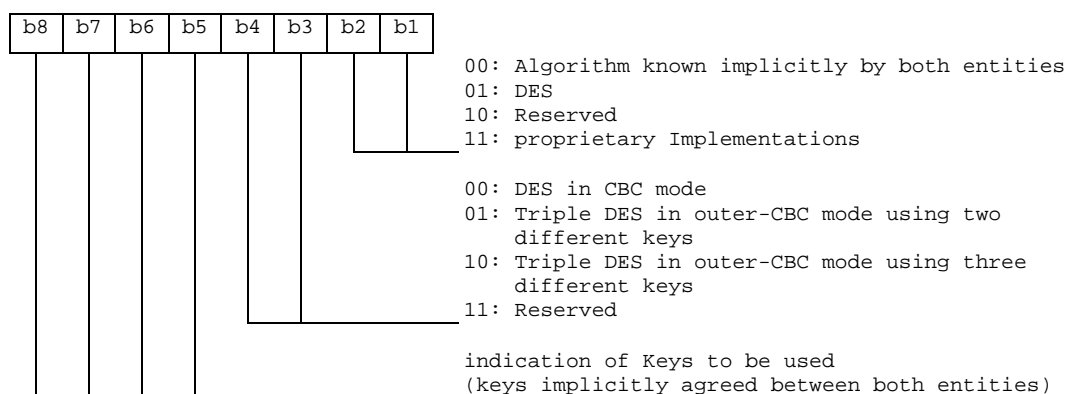 b8 b7 b6 b5 b4 b3 b2 b1
00: Algorithm known implicitly by both entities
01: DES
10: Reserved
11: proprietary Implementations
00: DES in CBC mode
01: Triple DES in outer-CBC mode using two
different keys
10: Triple DES in outer-CBC mode using three
different keys
11: Reserved
indication of Keys to be used
(keys implicitly agreed between both entities)